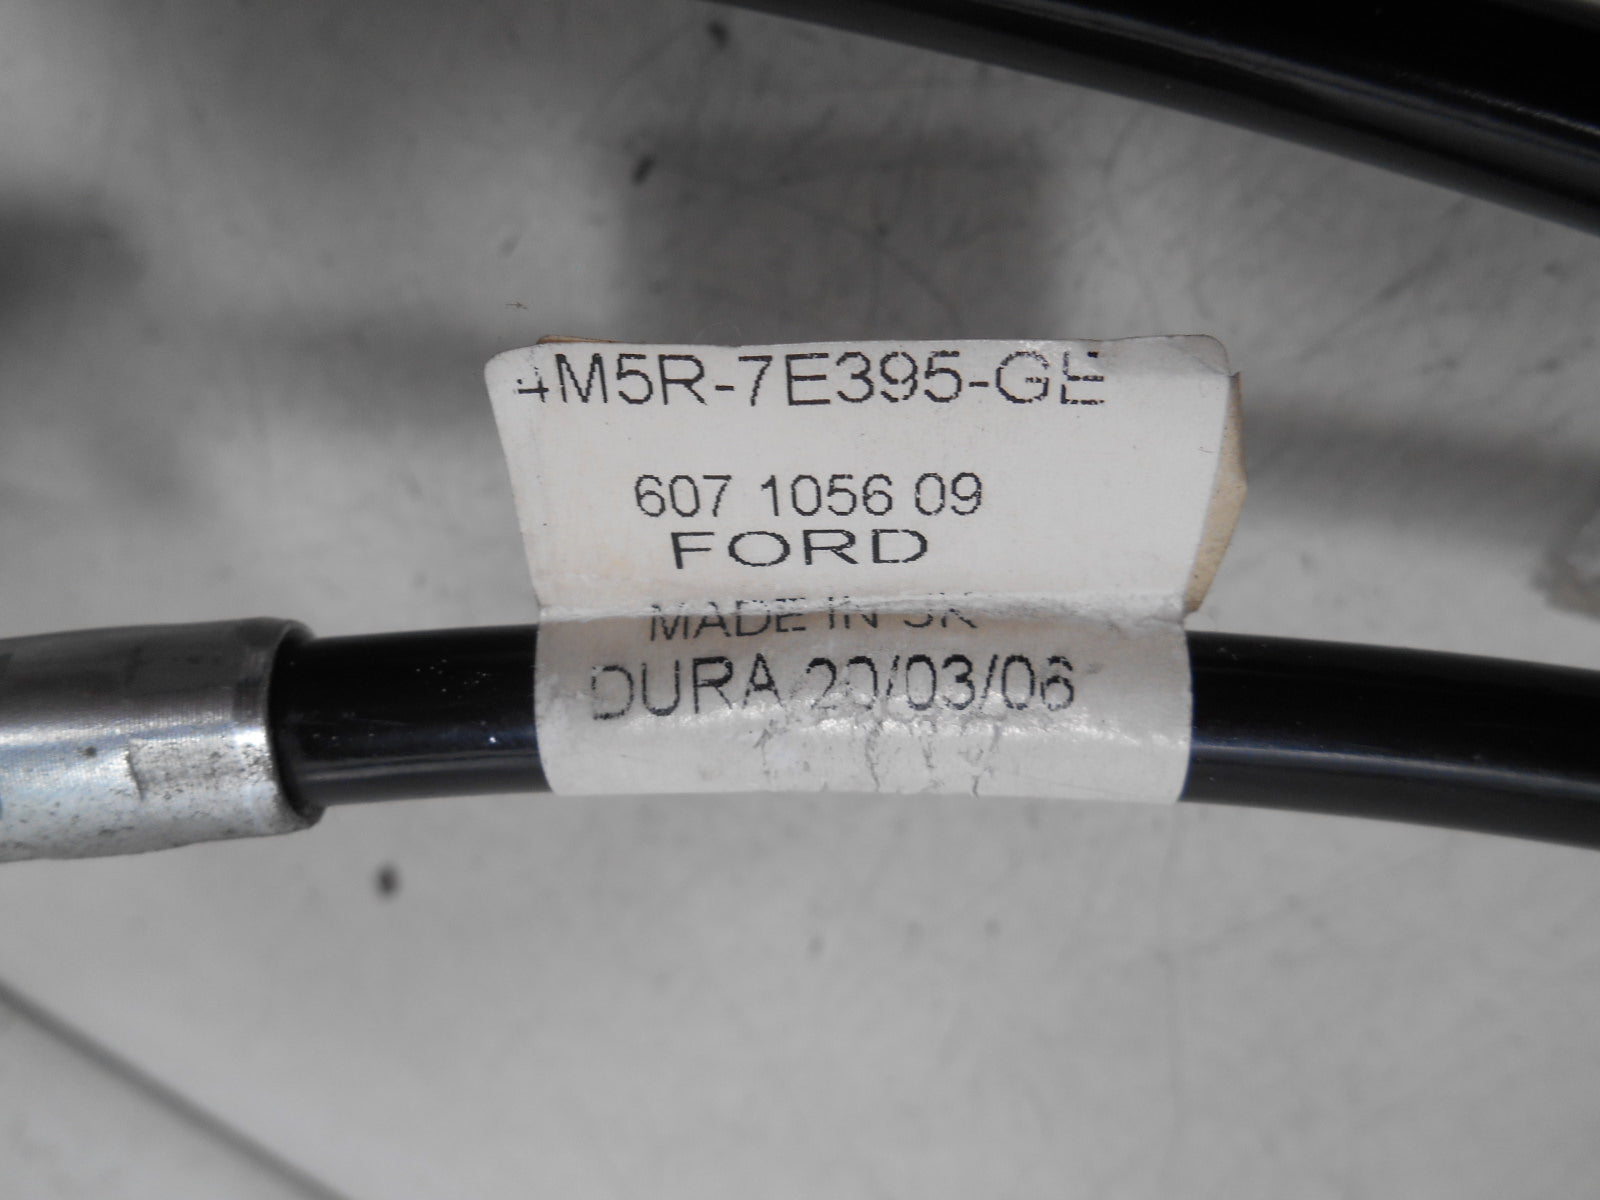 4M5R-7E395-GE
607 1056 09
FORD
MADE IN SK
DURA 20/03/06